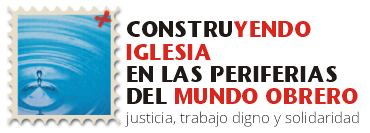 CONSTRUYENDO
IGLESIA
EN LAS PERIFERIAS
DEL MUNDO OBRERO
justicia, trabajo digno y solidaridad